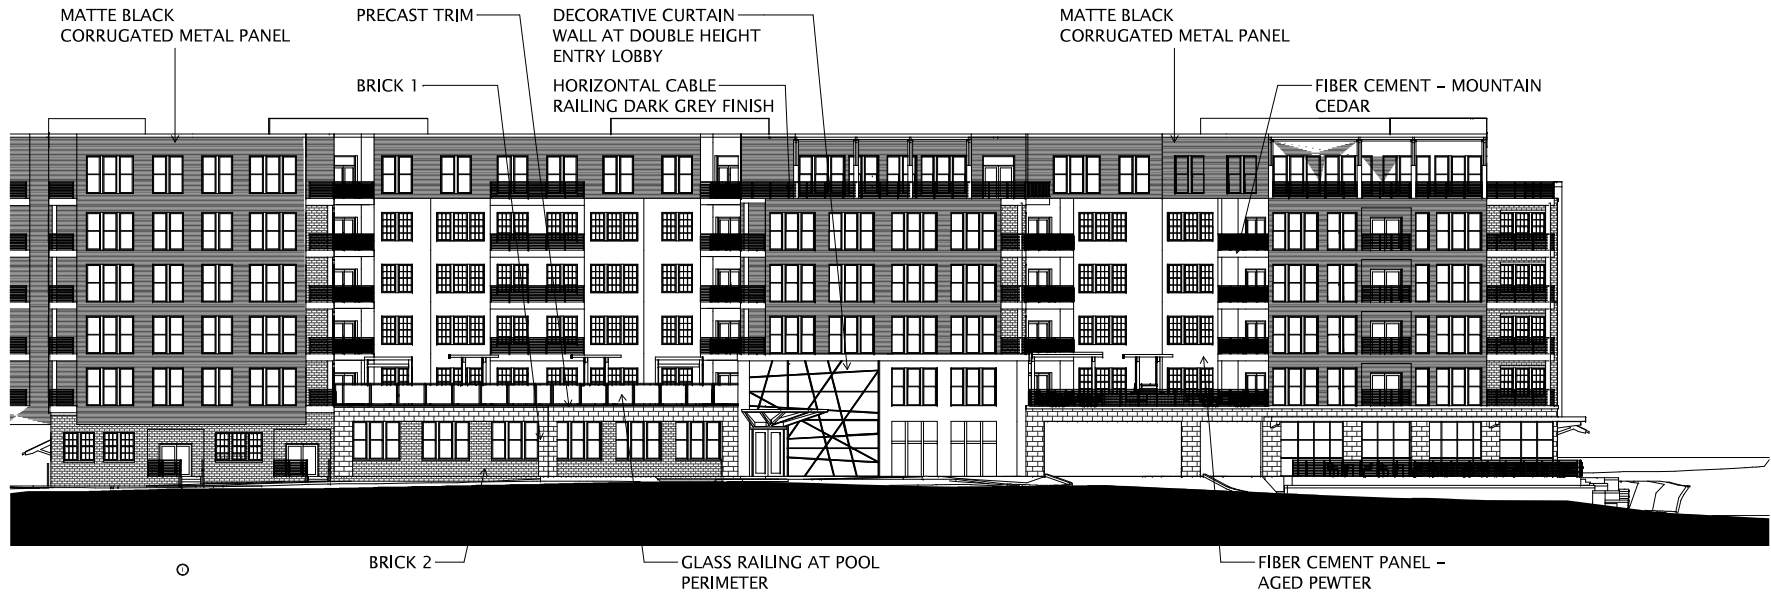 MATTE BLACK
CORRUGATED METAL PANEL
PRECAST TRIM
BRICK 1
DECORATIVE CURTAIN
WALL AT DOUBLE HEIGHT
ENTRY LOBBY
HORIZONTAL CABLE
RAILING DARK GREY FINISH
MATTE BLACK
CORRUGATED METAL PANEL
FIBER CEMENT – MOUNTAIN
CEDAR
BRICK 2
GLASS RAILING AT POOL
PERIMETER
FIBER CEMENT PANEL –
AGED PEWTER